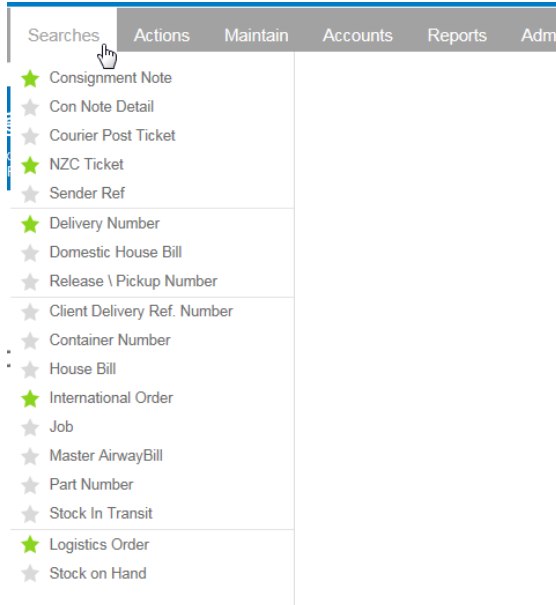 Searches Actions Maintain Accounts Reports Adm
Consignment Note
Con Note Detail
Courier Post Ticket
NZC Ticket
Sender Ref
Delivery Number
Domestic House Bill
Release \ Pickup Number
Client Delivery Ref. Number
Container Number
House Bill
International Order
Job
Master AirwayBill
Part Number
Stock In Transit
Logistics Order
Stock on Hand